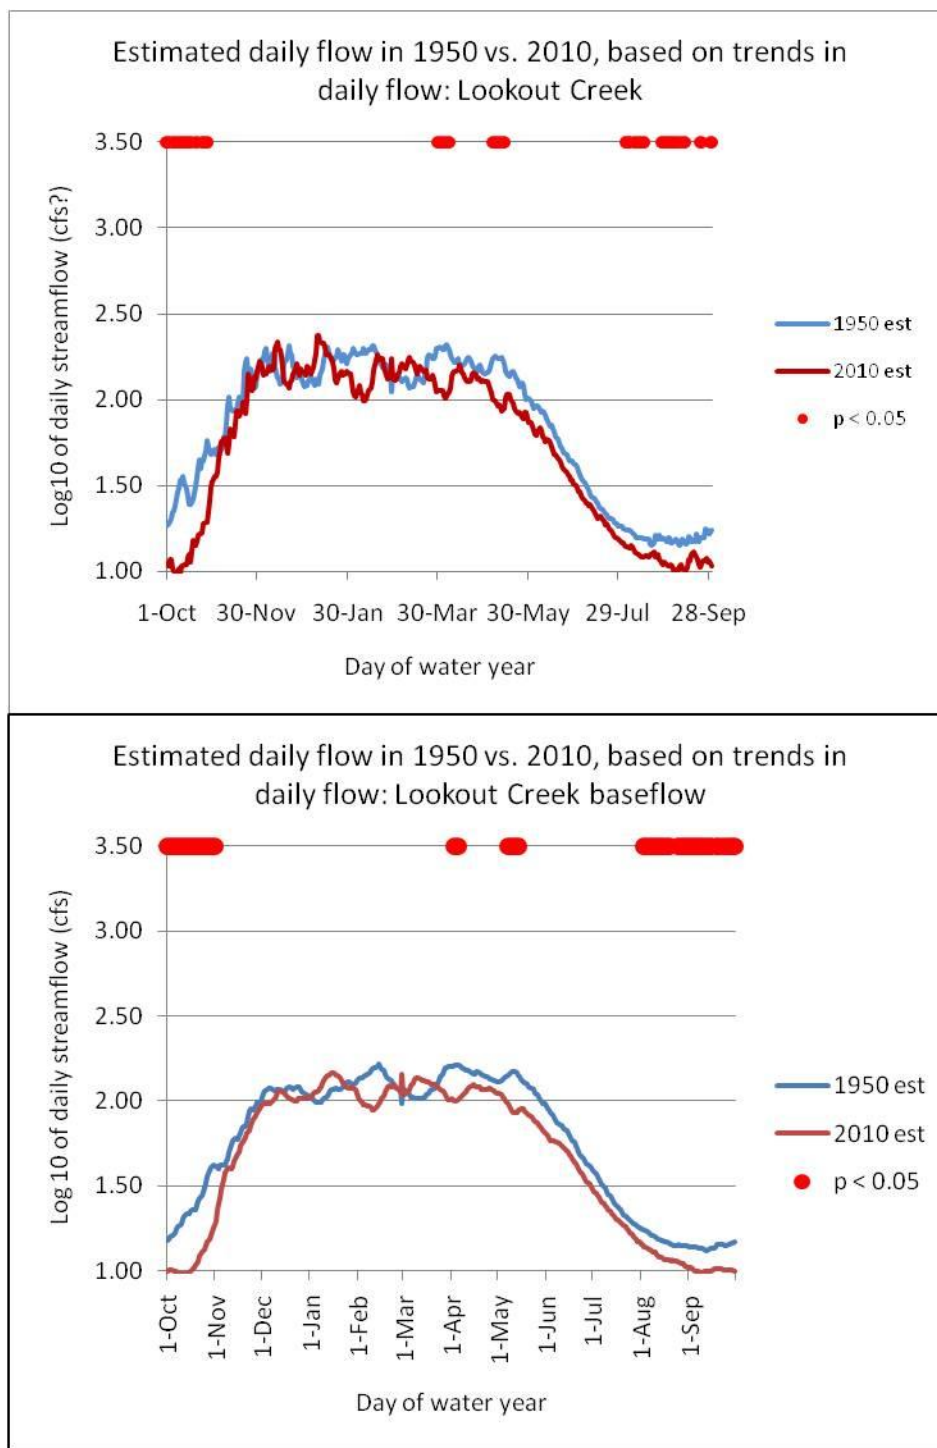 Estimated daily flow in 1950 vs. 2010, based on trends in
daily flow: Lookout Creek
3.50
3.00
2.50
2.00
1.50
1.00
Log10 of daily streamflow (cfs?)
1-Oct 30-Nov 30-Jan 30-Mar 30-May 29-Jul 28-Sep
Day of water year
1950 est
2010 est
p < 0.05
Estimated daily flow in 1950 vs. 2010, based on trends in
daily flow: Lookout Creek baseflow
3.50
3.00
2.50
2.00
1.50
1.00
Log 10 of daily streamflow (cfs)
1-Oct
1-Nov
1-Dec
1-Jan
1-Feb
1-Mar
1-Apr
1-May
1-Jun
1-Jul
1-Aug
1-Sep
Day of water year
1950 est
2010 est
p < 0.05